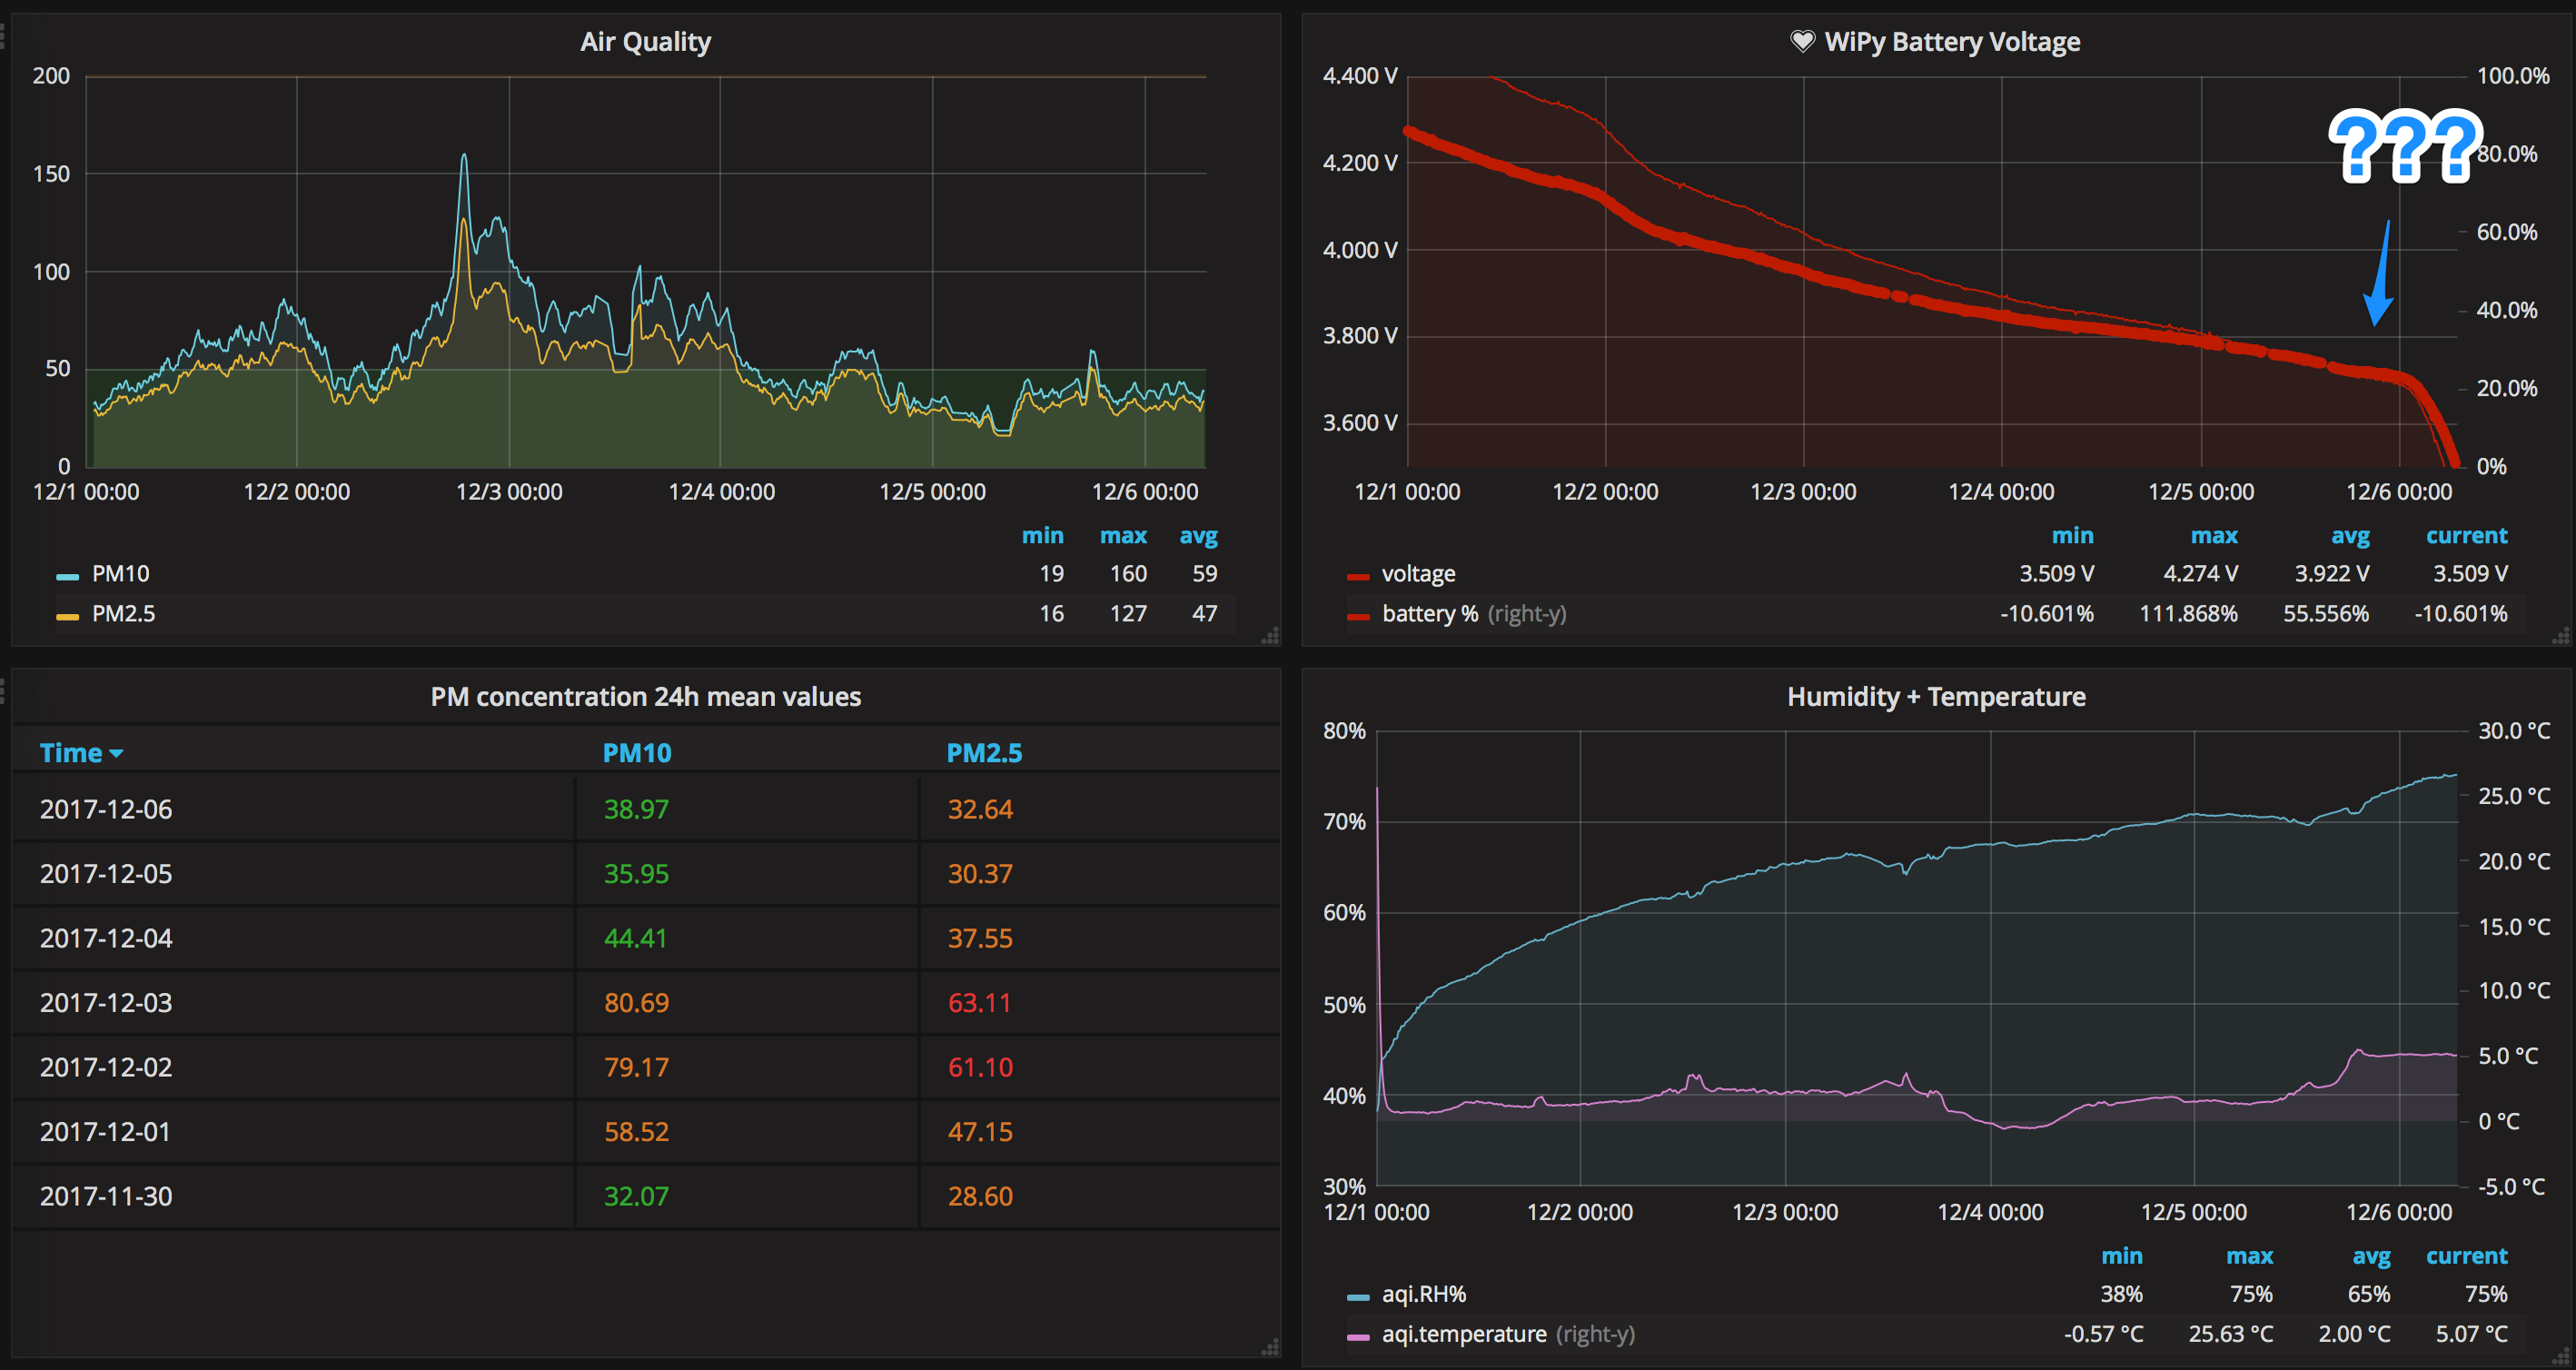 Air Quality
200
150
100
50
0
12/1 00:00 12/2 00:00 12/3 00:00 12/4 00:00 12/5 00:00 12/6 00:00
min max avg
PM10 19 160 59
PM2.5 16 127 47
WiPy Battery Voltage
4.400 V 100.0%
???
4.200 V 80.0%
4.000 V 60.0%
3.800 V 40.0%
3.600 V 20.0%
0%
12/1 00:00 12/2 00:00 12/3 00:00 12/4 00:00 12/5 00:00 12/6 00:00
min max avg current
voltage 3.509 V 4.274 V 3.922 V 3.509 V
battery % (right-y) -10.601% 111.868% 55.556% -10.601%
PM concentration 24h mean values
Time PM10 PM2.5
2017-12-06 38.97 32.64
2017-12-05 35.95 30.37
2017-12-04 44.41 37.55
2017-12-03 80.69 63.11
2017-12-02 79.17 61.10
2017-12-01 58.52 47.15
2017-11-30 32.07 28.60
Humidity + Temperature
80% 30.0 °C
25.0 °C
70%
20.0 °C
60% 15.0 °C
50% 10.0 °C
5.0 °C
40%
0 °C
30% -5.0 °C
12/1 00:00 12/2 00:00 12/3 00:00 12/4 00:00 12/5 00:00 12/6 00:00
min max avg current
aqi.RH% 38% 75% 65% 75%
aqi.temperature (right-y) -0.57 °C 25.63 °C 2.00 °C 5.07 °C